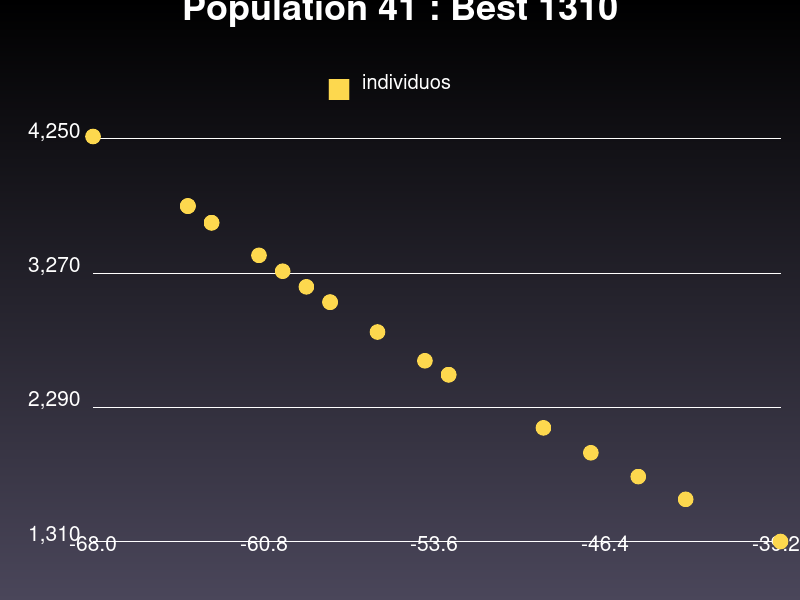 Population 41 : Best 1310
individuos
4,250
3,270
2,290
1,310
-68.0 -60.8 -53.6 -46.4